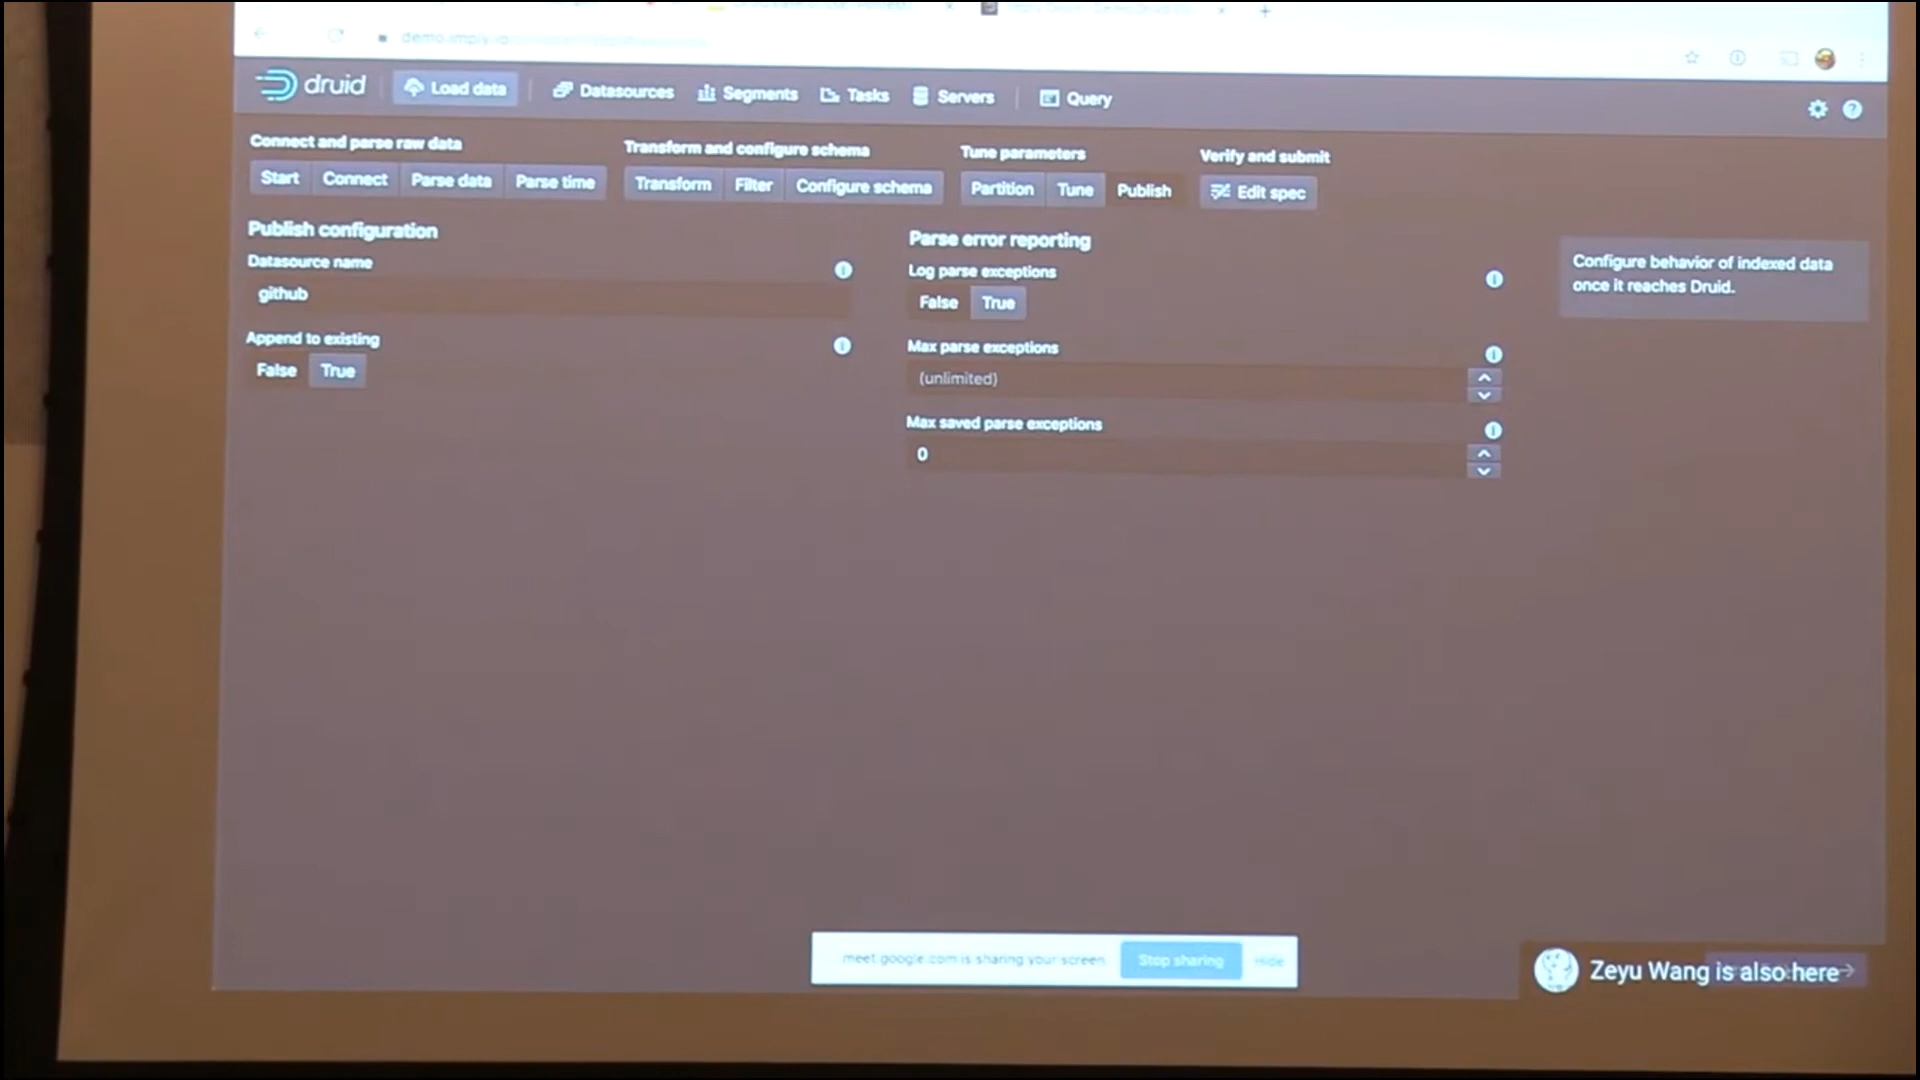 demo.imply.io
druid Load data Datasources Segments Tasks Servers Query
Connect and parse raw data
Start Connect Parse data Parse time
Transform and configure schema
Transform Filter Configure schema
Tune parameters
Partition Tune Publish
Verify and submit
Edit spec
Publish configuration
Datasource name
github
Append to existing
False True
Parse error reporting
Log parse exceptions
False True
Max parse exceptions
(unlimited)
Max saved parse exceptions
0
Configure behavior of indexed data
once it reaches Druid.
meet.google.com is sharing your screen. Stop sharing Hide
Zeyu Wang is also here